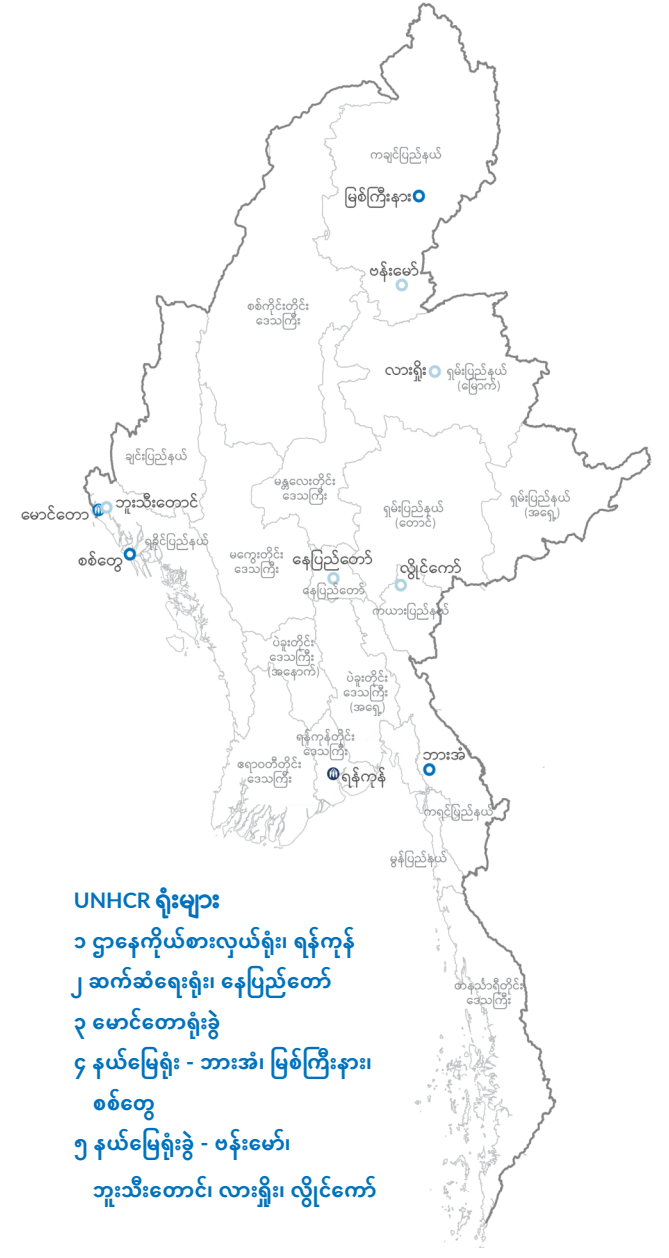 ကချင်ပြည်နယ်
မြစ်ကြီးနား
ဗန်းမော်
စစ်ကိုင်းတိုင်း
ဒေသကြီး
လားရှိုး
ရှမ်းပြည်နယ်
(မြောက်)
ချင်းပြည်နယ်
မန္တလေးတိုင်း
ဒေသကြီး
ရှမ်းပြည်နယ်
(တောင်)
ရှမ်းပြည်နယ်
(အရှေ့)
ဘူးသီးတောင်
မောင်တော
ရခိုင်ပြည်နယ်
စစ်တွေ
မကွေးတိုင်း
ဒေသကြီး
နေပြည်တော်
နေပြည်တော်
လွိုင်ကော်
ကယားပြည်နယ်
ပဲခူးတိုင်း
ဒေသကြီး
(အနောက်)
ပဲခူးတိုင်း
ဒေသကြီး
(အရှေ့)
ရန်ကုန်တိုင်း
ဒေသကြီး
ဧရာဝတီတိုင်း
ဒေသကြီး
ရန်ကုန်
ဘားအံ
ကရင်ပြည်နယ်
မွန်ပြည်နယ်
တနင်္သာရီတိုင်း
ဒေသကြီး
UNHCR ရုံးများ
၁ ဌာနေကိုယ်စားလှယ်ရုံး၊ ရန်ကုန်
၂ ဆက်ဆံရေးရုံး၊ နေပြည်တော်
၃ မောင်တောရုံးခွဲ
၄ နယ်မြေရုံး - ဘားအံ၊ မြစ်ကြီးနား၊
စစ်တွေ
၅ နယ်မြေရုံးခွဲ - ဗန်းမော်၊
ဘူးသီးတောင်၊ လားရှိုး၊ လွိုင်ကော်